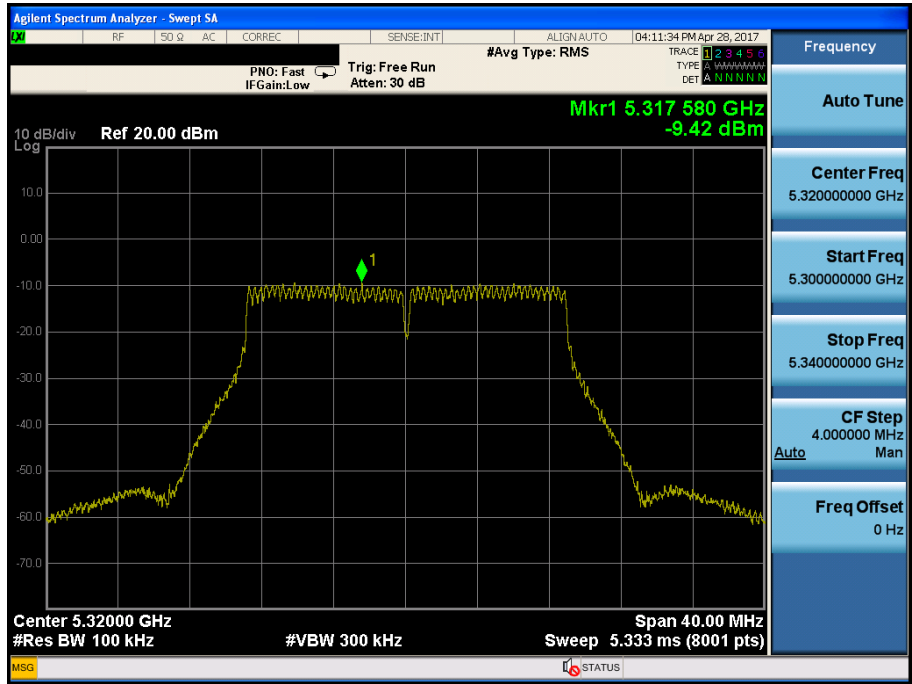 Agilent Spectrum Analyzer - Swept SA
LXI RF 50 Ω AC CORREC SENSE:INT ALIGN AUTO 04:11:34 PM Apr 28, 2017
Frequency
PNO: Fast
IFGain:Low
Trig: Free Run
Atten: 30 dB
#Avg Type: RMS
TRACE 1 2 3 4 5 6
TYPE A WWWWW
DET A N N N N N
Auto Tune
Mkr1 5.317 580 GHz
-9.42 dBm
10 dB/div Ref 20.00 dBm
Log
10.0
0.00
-10.0
-20.0
-30.0
-40.0
-50.0
-60.0
-70.0
1
Center Freq
5.320000000 GHz
Start Freq
5.300000000 GHz
Stop Freq
5.340000000 GHz
CF Step
4.000000 MHz
Auto Man
Freq Offset
0 Hz
Center 5.32000 GHz Span 40.00 MHz
#Res BW 100 kHz #VBW 300 kHz Sweep 5.333 ms (8001 pts)
MSG STATUS